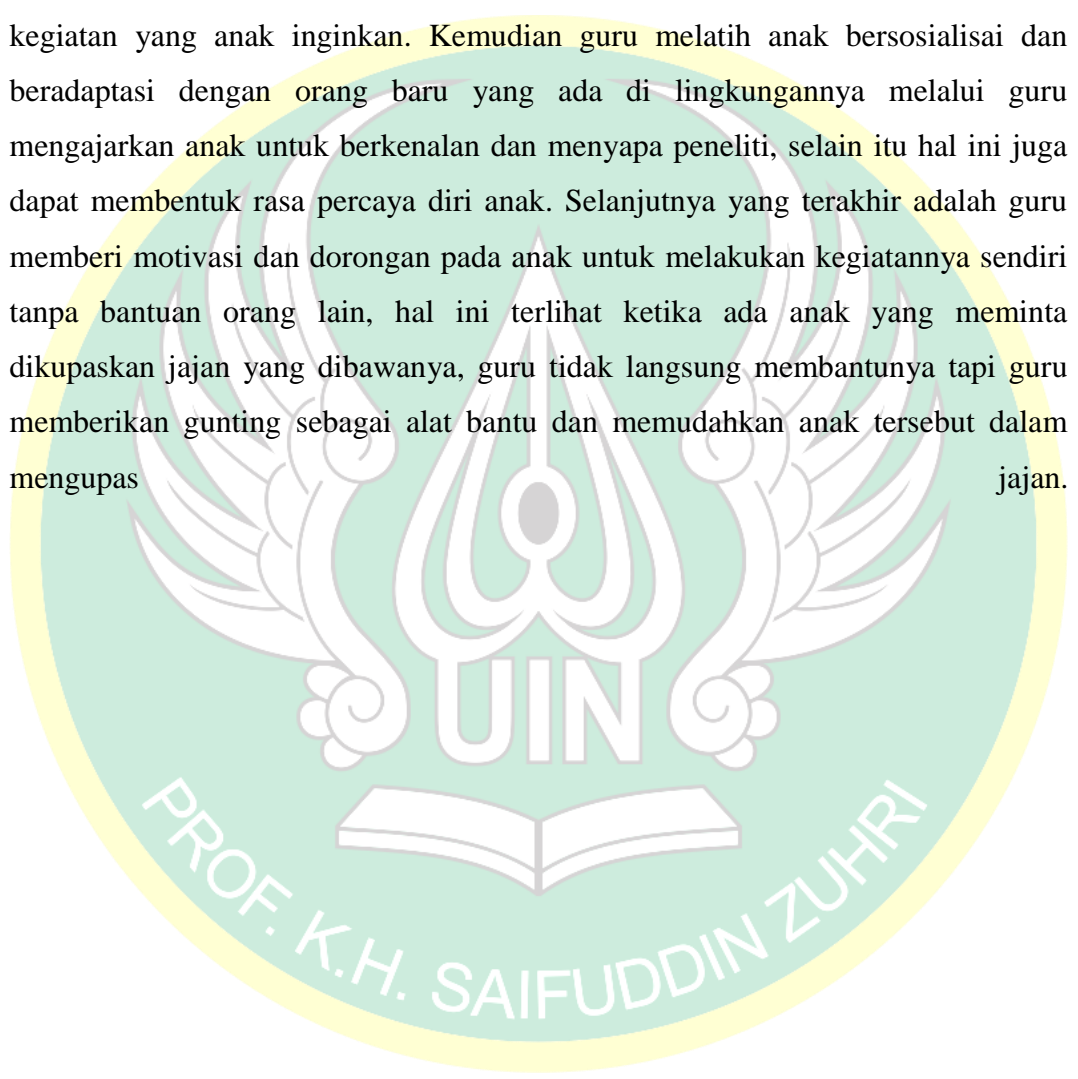 kegiatan yang anak inginkan. Kemudian guru melatih anak bersosialisai dan
beradaptasi dengan orang baru yang ada di lingkungannya melalui guru
mengajarkan anak untuk berkenalan dan menyapa peneliti, selain itu hal ini juga
dapat membentuk rasa percaya diri anak. Selanjutnya yang terakhir adalah guru
memberi motivasi dan dorongan pada anak untuk melakukan kegiatannya sendiri
tanpa bantuan orang lain, hal ini terlihat ketika ada anak yang meminta
dikupaskan jajan yang dibawanya, guru tidak langsung membantunya tapi guru
memberikan gunting sebagai alat bantu dan memudahkan anak tersebut dalam
mengupas jajan.
UIN
PROF. K.H. SAIFUDDIN ZUHRI